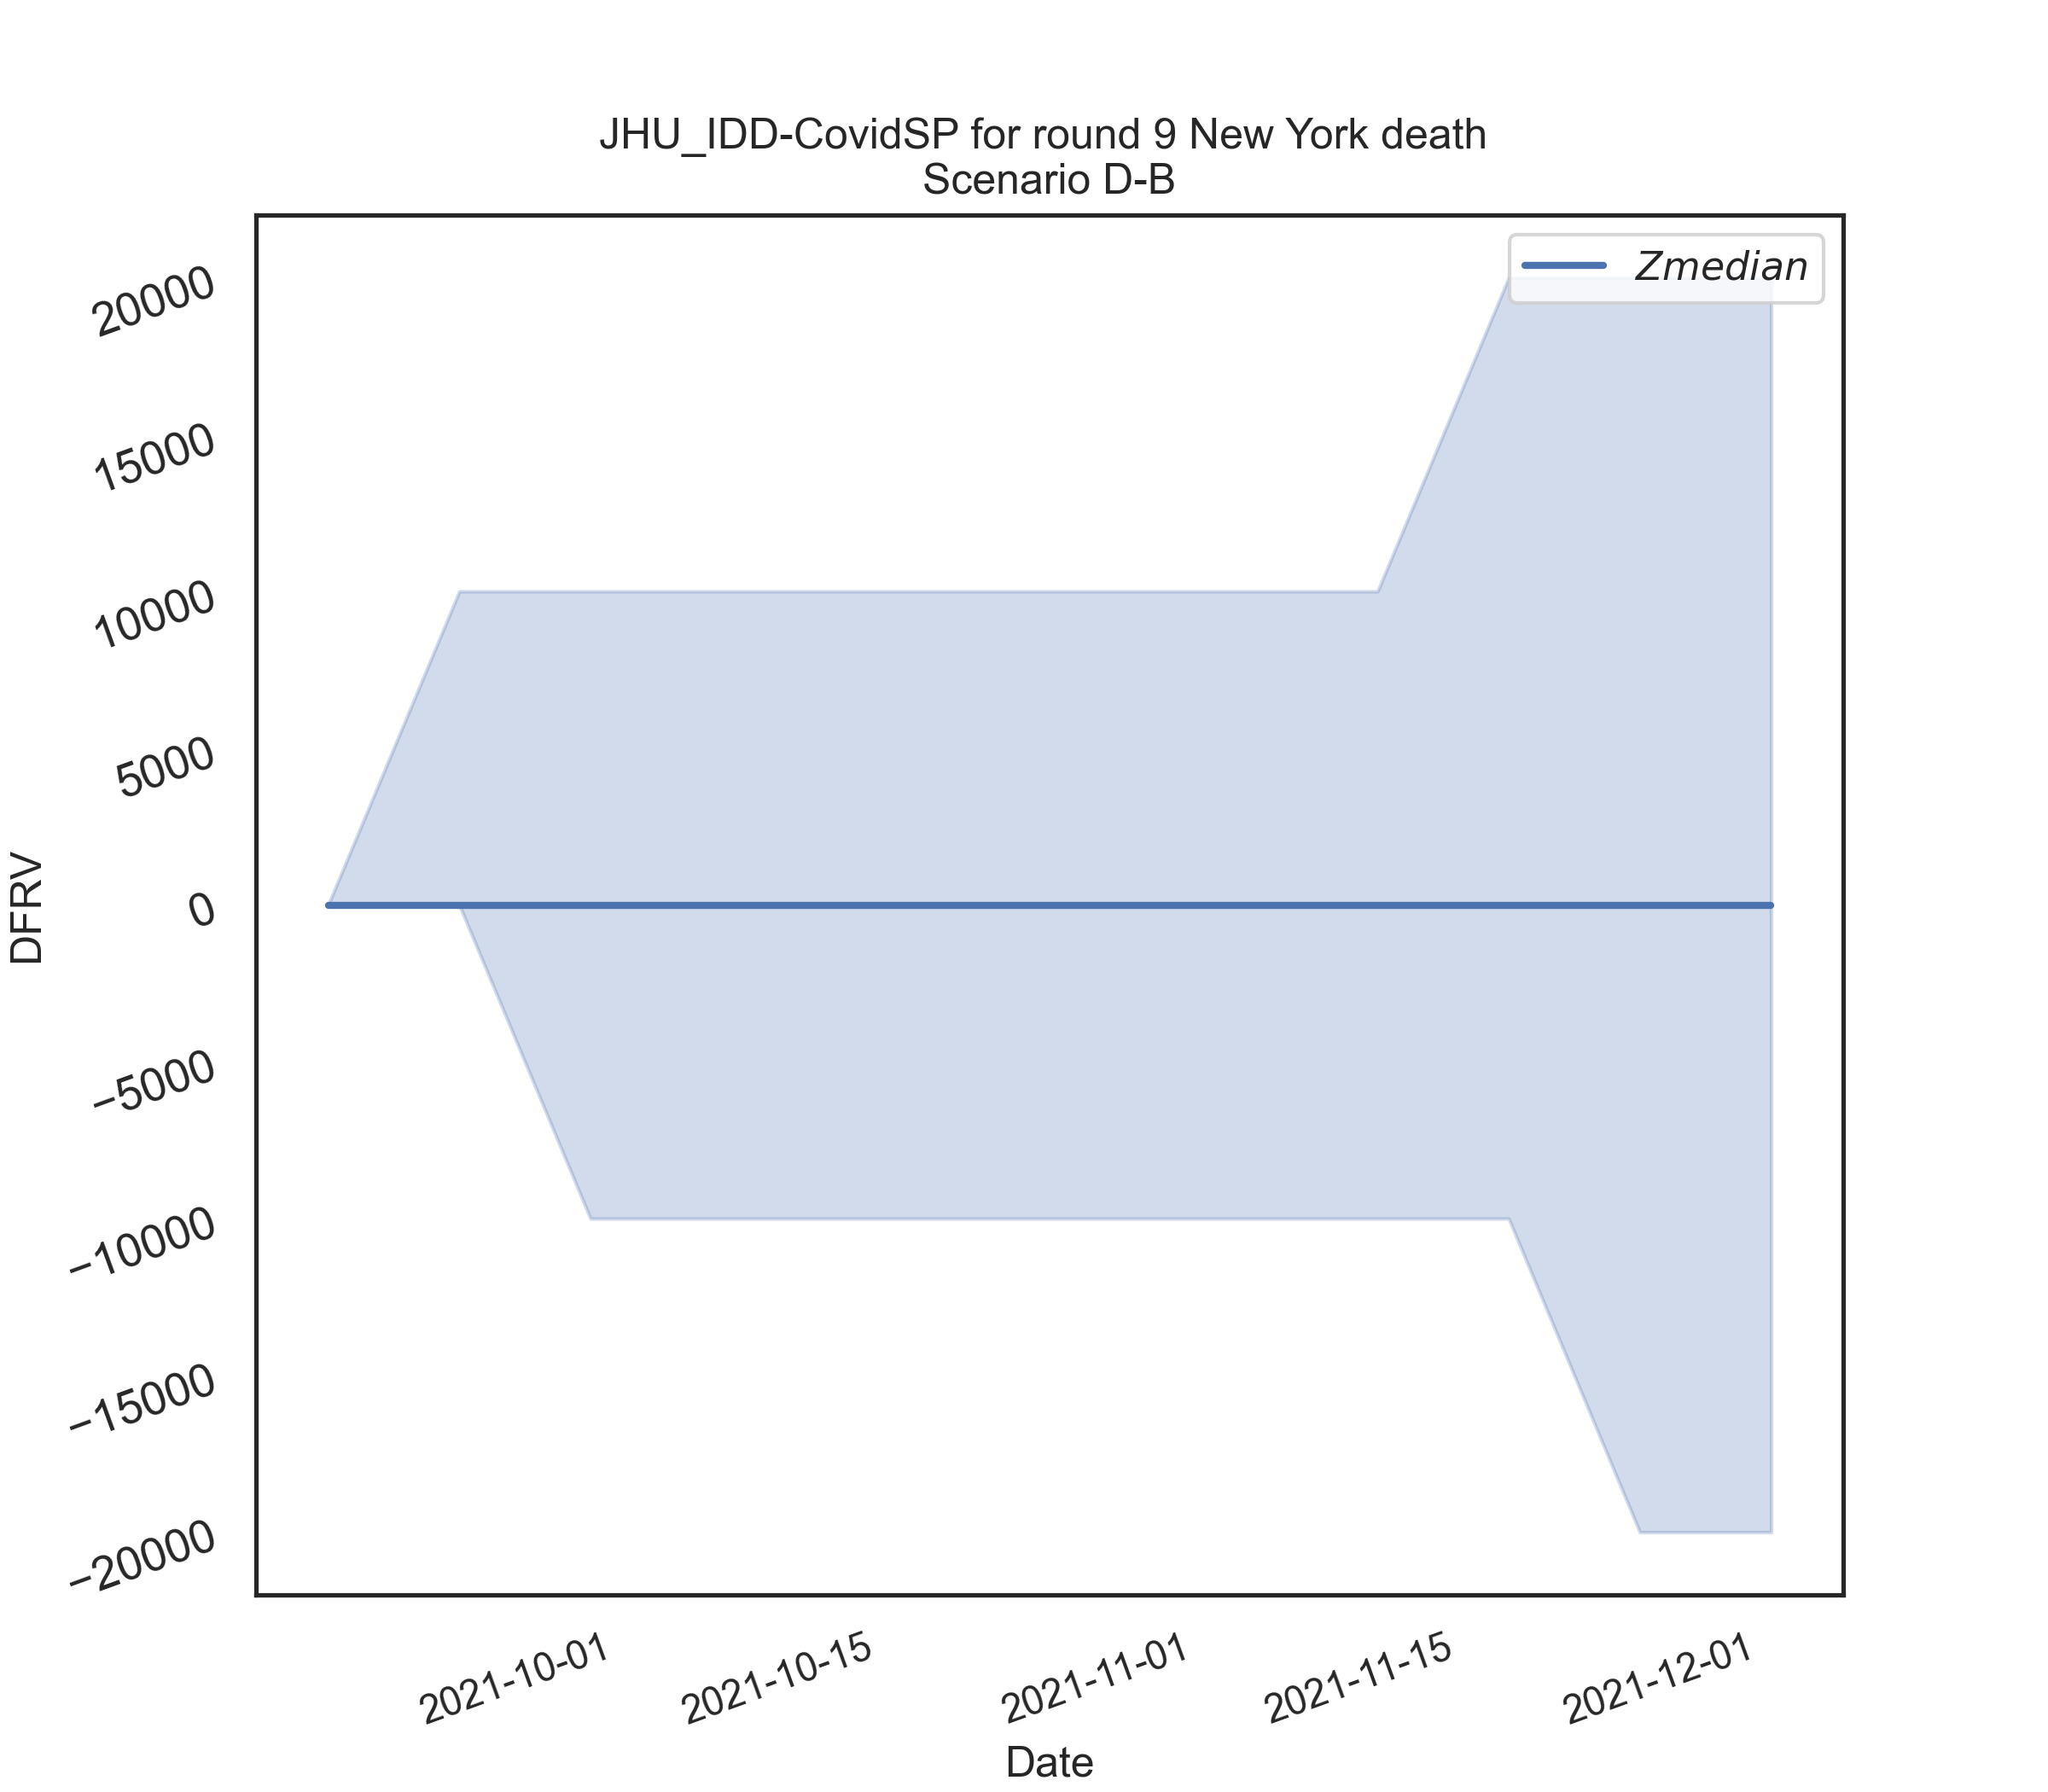 JHU_IDD-CovidSP for round 9 New York death
Scenario D-B
Zmedian
20000
15000
10000
5000
0
−5000
−10000
−15000
−20000
DFRV
2021-10-01
2021-10-15
2021-11-01
2021-11-15
2021-12-01
Date